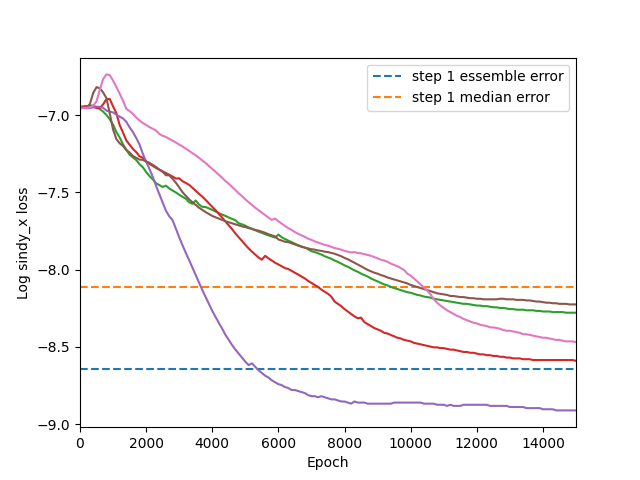 step 1 essemble error
step 1 median error
Log sindy_x loss
−7.0
−7.5
−8.0
−8.5
−9.0
0 2000 4000 6000 8000 10000 12000 14000
Epoch